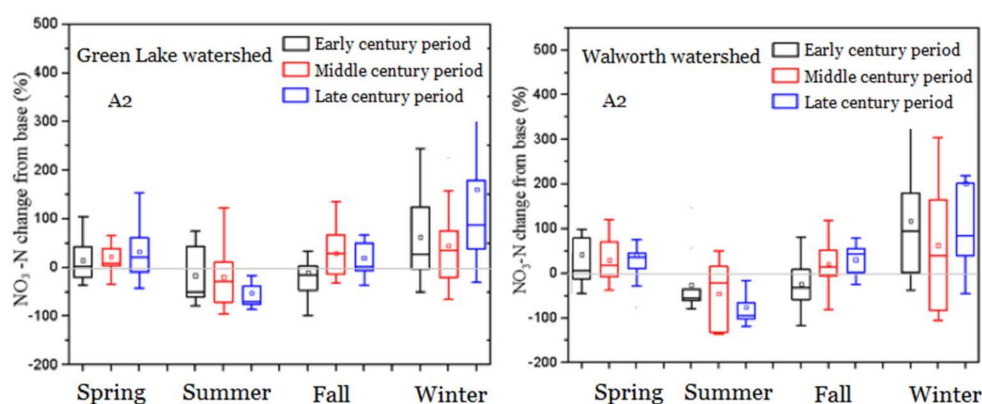 NO3-N change from base (%)
500
400
300
200
100
0
-100
-200
Green Lake watershed
A2
Early century period
Middle century period
Late century period
Spring Summer Fall Winter
NO3-N change from base (%)
500
400
300
200
100
0
-100
-200
Walworth watershed
A2
Early century period
Middle century period
Late century period
Spring Summer Fall Winter